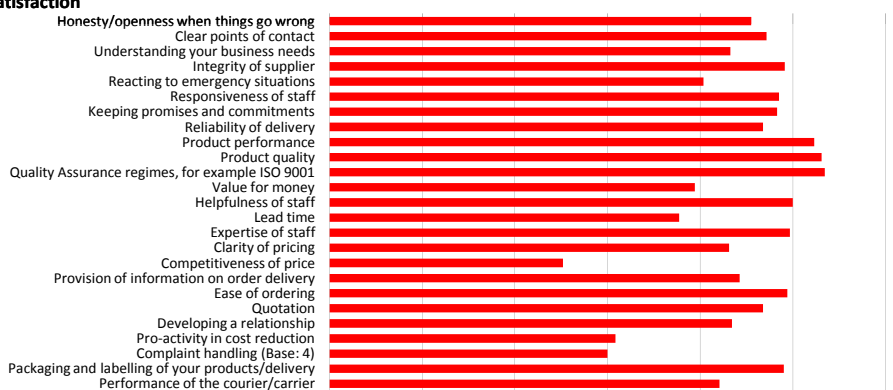 Honesty/openness when things go wrong
Clear points of contact
Understanding your business needs
Integrity of supplier
Reacting to emergency situations
Responsiveness of staff
Keeping promises and commitments
Reliability of delivery
Product performance
Product quality
Quality Assurance regimes, for example ISO 9001
Value for money
Helpfulness of staff
Lead time
Expertise of staff
Clarity of pricing
Competitiveness of price
Provision of information on order delivery
Ease of ordering
Quotation
Developing a relationship
Pro-activity in cost reduction
Complaint handling (Base: 4)
Packaging and labelling of your products/delivery
Performance of the courier/carrier